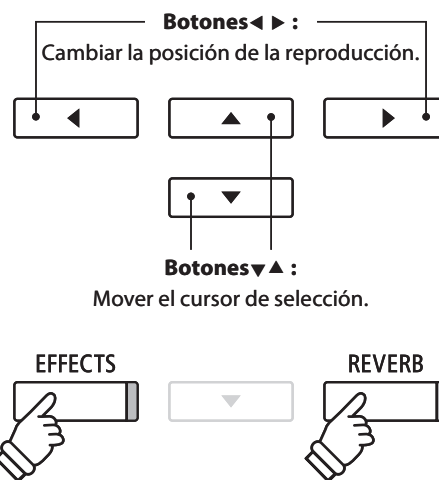 Botones◀ ▶ :
Cambiar la posición de la reproducción.
Botones▼▲ :
Mover el cursor de selección.
EFFECTS
REVERB